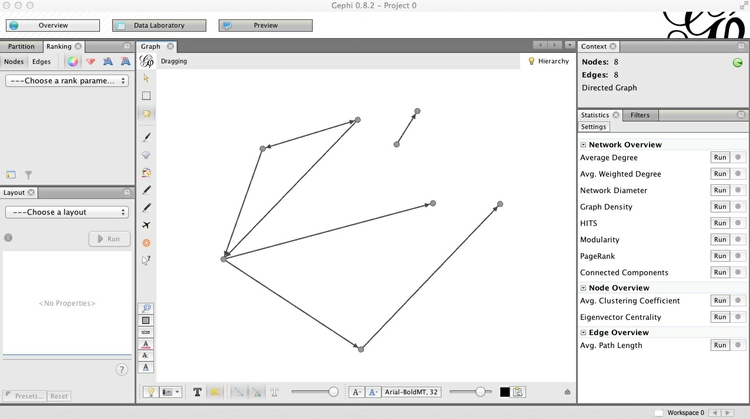 Gephi 0.8.2 - Project 0
Overview
Data Laboratory
Preview
Partition
Ranking
Nodes
Edges
---Choose a rank parame...
Layout
---Choose a layout
Run
<No Properties>
Presets...
Reset
Graph
Dragging
Hierarchy
SIZE
A
A
A
T
T
A
A
Arial-BoldMT, 32
Context
Nodes: 8
Edges: 8
Directed Graph
Statistics
Filters
Settings
Network Overview
Average Degree Run
Avg. Weighted Degree Run
Network Diameter Run
Graph Density Run
HITS Run
Modularity Run
PageRank Run
Connected Components Run
Node Overview
Avg. Clustering Coefficient Run
Eigenvector Centrality Run
Edge Overview
Avg. Path Length Run
Workspace 0